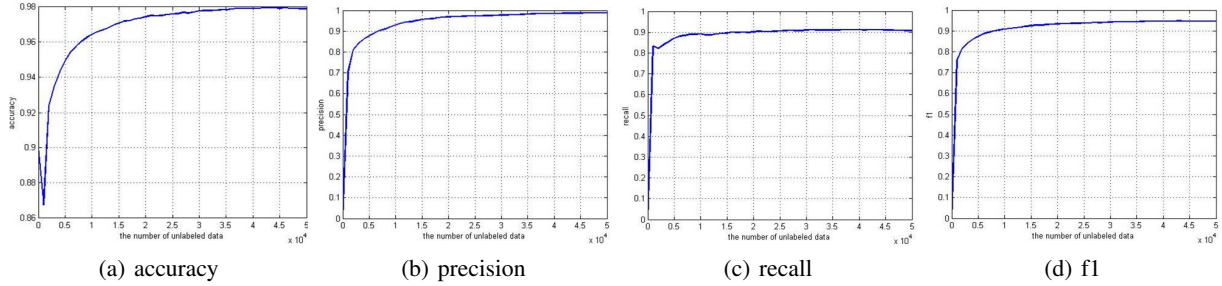 0.98
0.96
0.94
0.92
0.9
0.88
0.86
accuracy
0 0.5 1 1.5 2 2.5 3 3.5 4 4.5 5
the number of unlabeled data
x 10^4
(a) accuracy
1
0.9
0.8
0.7
0.6
0.5
0.4
0.3
0.2
0.1
0
precision
0 0.5 1 1.5 2 2.5 3 3.5 4 4.5 5
the number of unlabeled data
x 10^4
(b) precision
1
0.9
0.8
0.7
0.6
0.5
0.4
0.3
0.2
0.1
0
recall
0 0.5 1 1.5 2 2.5 3 3.5 4 4.5 5
the number of unlabeled data
x 10^4
(c) recall
1
0.9
0.8
0.7
0.6
0.5
0.4
0.3
0.2
0.1
0
f1
0 0.5 1 1.5 2 2.5 3 3.5 4 4.5 5
the number of unlabeled data
x 10^4
(d) f1